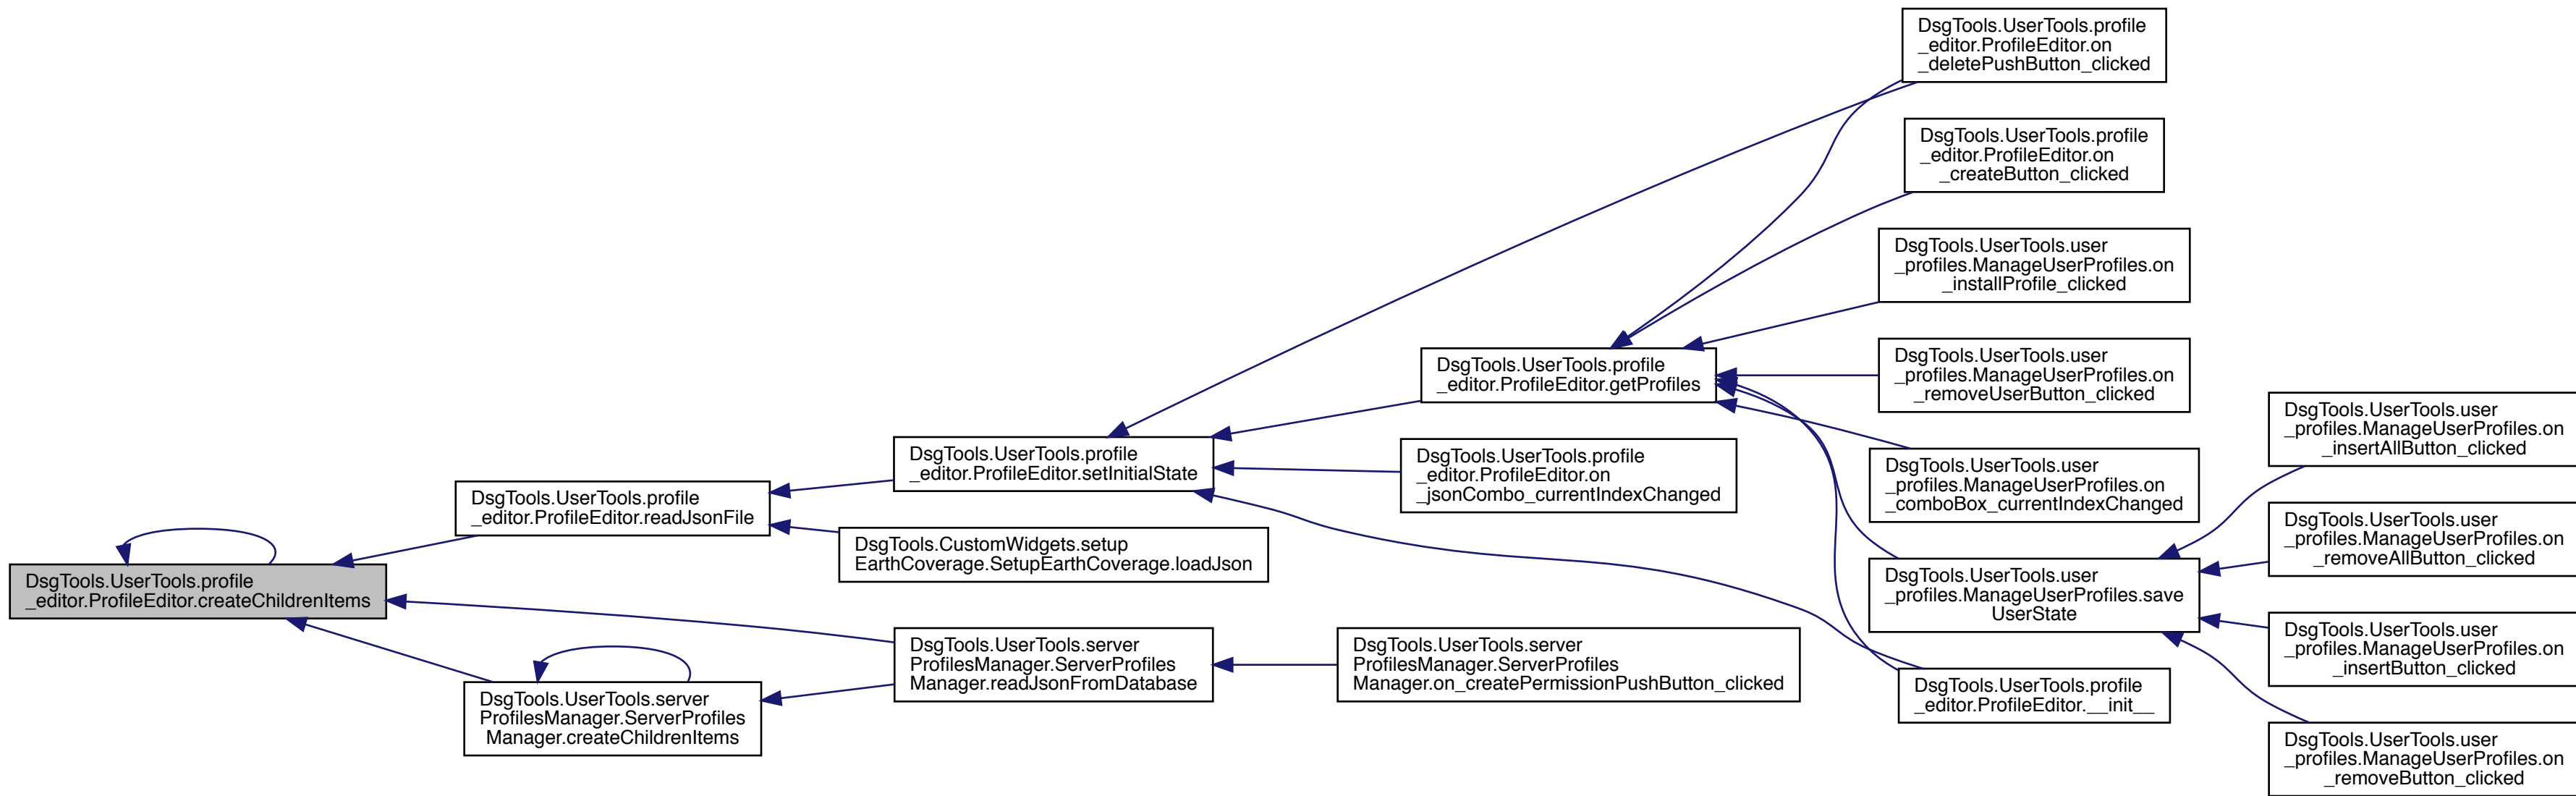 DsgTools.UserTools.profile
_editor.ProfileEditor.on
_deletePushButton_clicked
DsgTools.UserTools.profile
_editor.ProfileEditor.on
_createButton_clicked
DsgTools.UserTools.user
_profiles.ManageUserProfiles.on
_installProfile_clicked
DsgTools.UserTools.profile
_editor.ProfileEditor.getProfiles
DsgTools.UserTools.user
_profiles.ManageUserProfiles.on
_removeUserButton_clicked
DsgTools.UserTools.user
_profiles.ManageUserProfiles.on
_insertAllButton_clicked
DsgTools.UserTools.profile
_editor.ProfileEditor.setInitialState
DsgTools.UserTools.profile
_editor.ProfileEditor.on
_jsonCombo_currentIndexChanged
DsgTools.UserTools.user
_profiles.ManageUserProfiles.on
_comboBox_currentIndexChanged
DsgTools.UserTools.profile
_editor.ProfileEditor.readJsonFile
DsgTools.UserTools.user
_profiles.ManageUserProfiles.on
_removeAllButton_clicked
DsgTools.CustomWidgets.setup
EarthCoverage.SetupEarthCoverage.loadJson
DsgTools.UserTools.profile
_editor.ProfileEditor.createChildrenItems
DsgTools.UserTools.user
_profiles.ManageUserProfiles.save
UserState
DsgTools.UserTools.server
ProfilesManager.ServerProfiles
Manager.readJsonFromDatabase
DsgTools.UserTools.server
ProfilesManager.ServerProfiles
Manager.on_createPermissionPushButton_clicked
DsgTools.UserTools.user
_profiles.ManageUserProfiles.on
_insertButton_clicked
DsgTools.UserTools.server
ProfilesManager.ServerProfiles
Manager.createChildrenItems
DsgTools.UserTools.profile
_editor.ProfileEditor.__init__
DsgTools.UserTools.user
_profiles.ManageUserProfiles.on
_removeButton_clicked